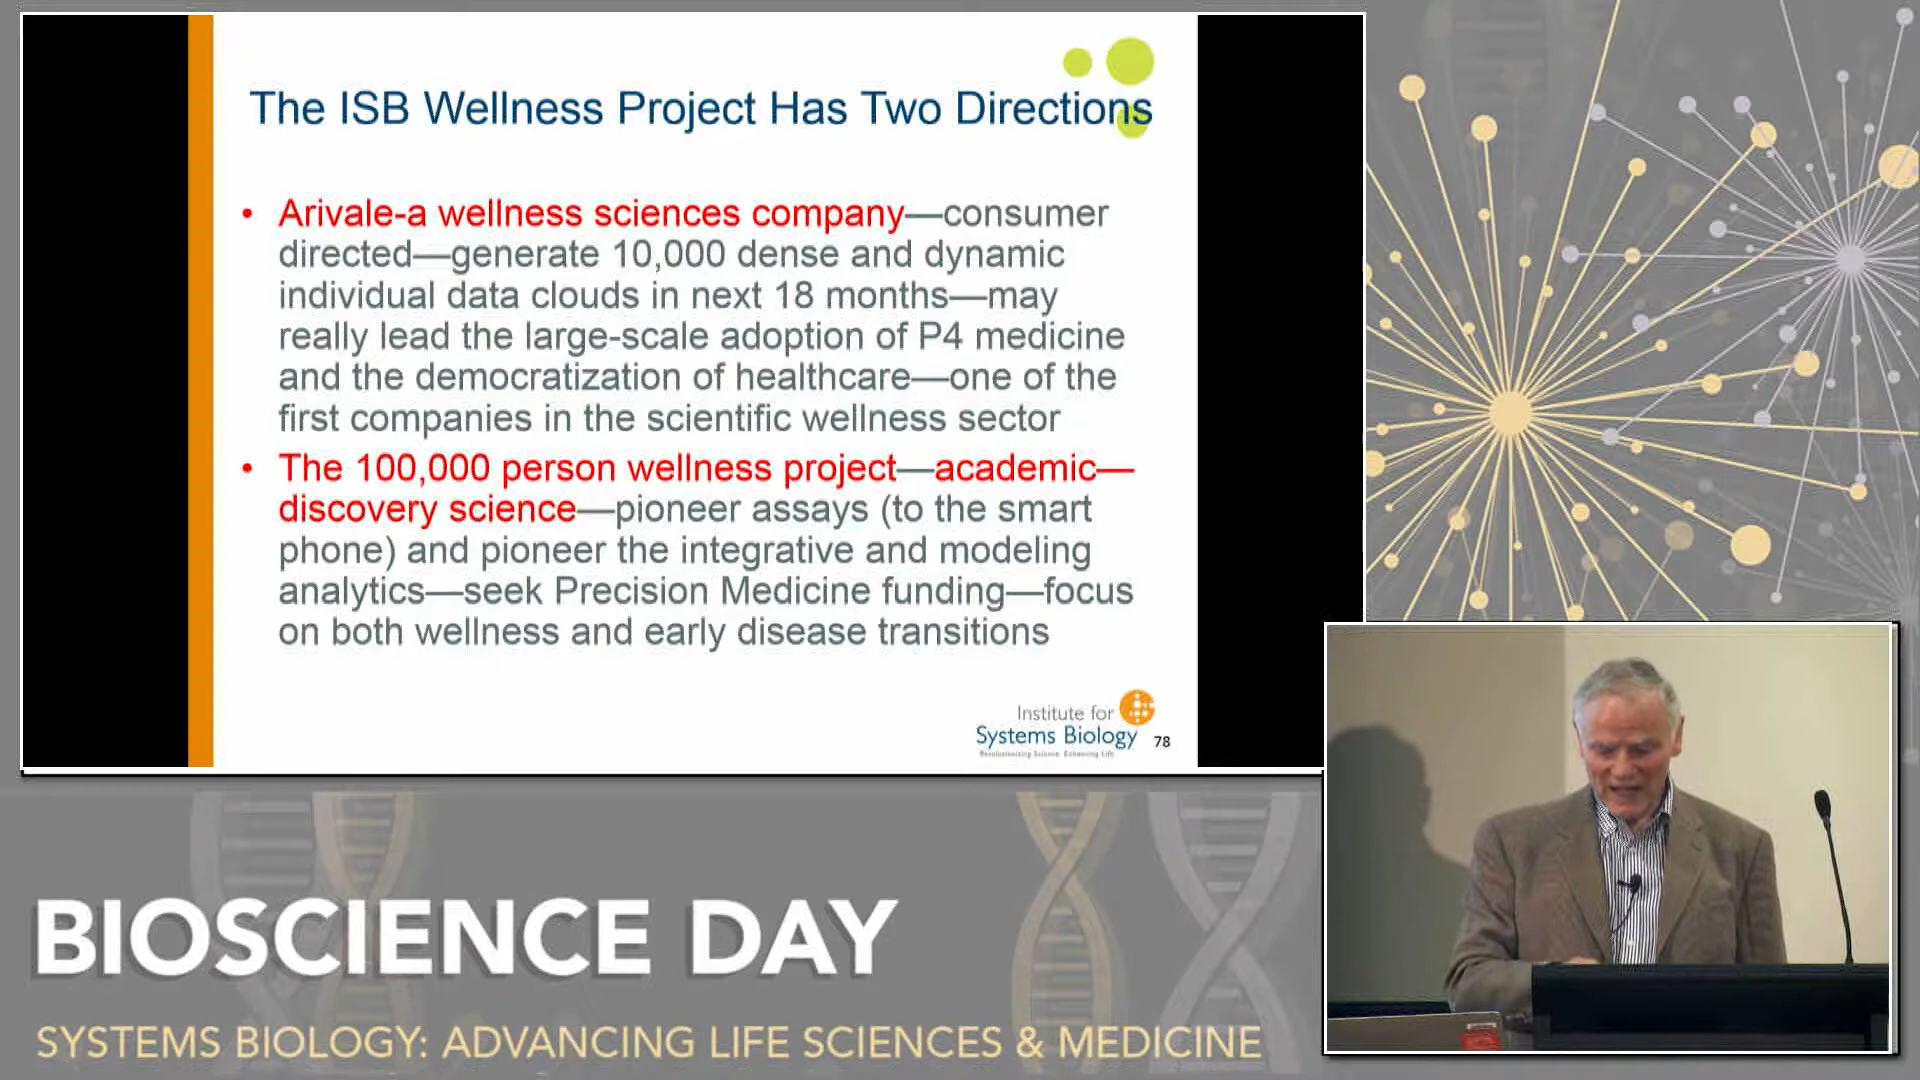 The ISB Wellness Project Has Two Directions
• Arivale-a wellness sciences company—consumer
directed—generate 10,000 dense and dynamic
individual data clouds in next 18 months—may
really lead the large-scale adoption of P4 medicine
and the democratization of healthcare—one of the
first companies in the scientific wellness sector
• The 100,000 person wellness project—academic—
discovery science—pioneer assays (to the smart
phone) and pioneer the integrative and modeling
analytics—seek Precision Medicine funding—focus
on both wellness and early disease transitions
Institute for
Systems Biology
Revolutionizing Science. Enhancing Life.
78
BIOSCIENCE DAY
SYSTEMS BIOLOGY: ADVANCING LIFE SCIENCES & MEDICINE